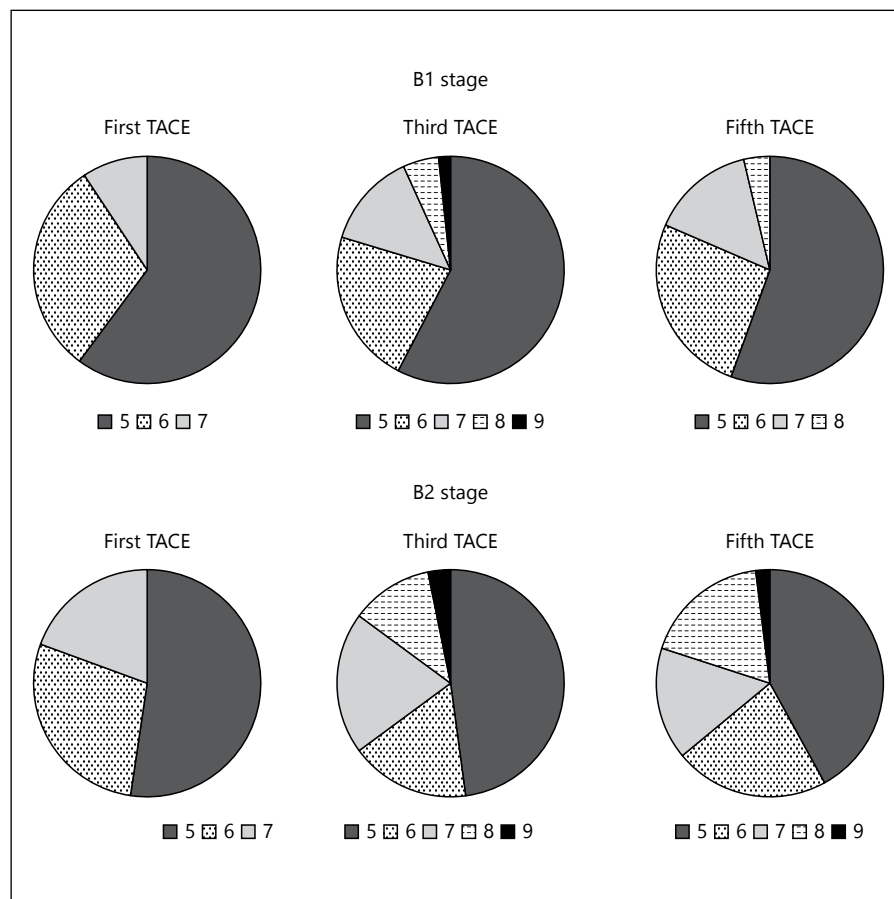 B1 stage
First TACE Third TACE Fifth TACE
5 6 7 5 6 7 8 9 5 6 7 8
B2 stage
First TACE Third TACE Fifth TACE
5 6 7 5 6 7 8 9 5 6 7 8 9